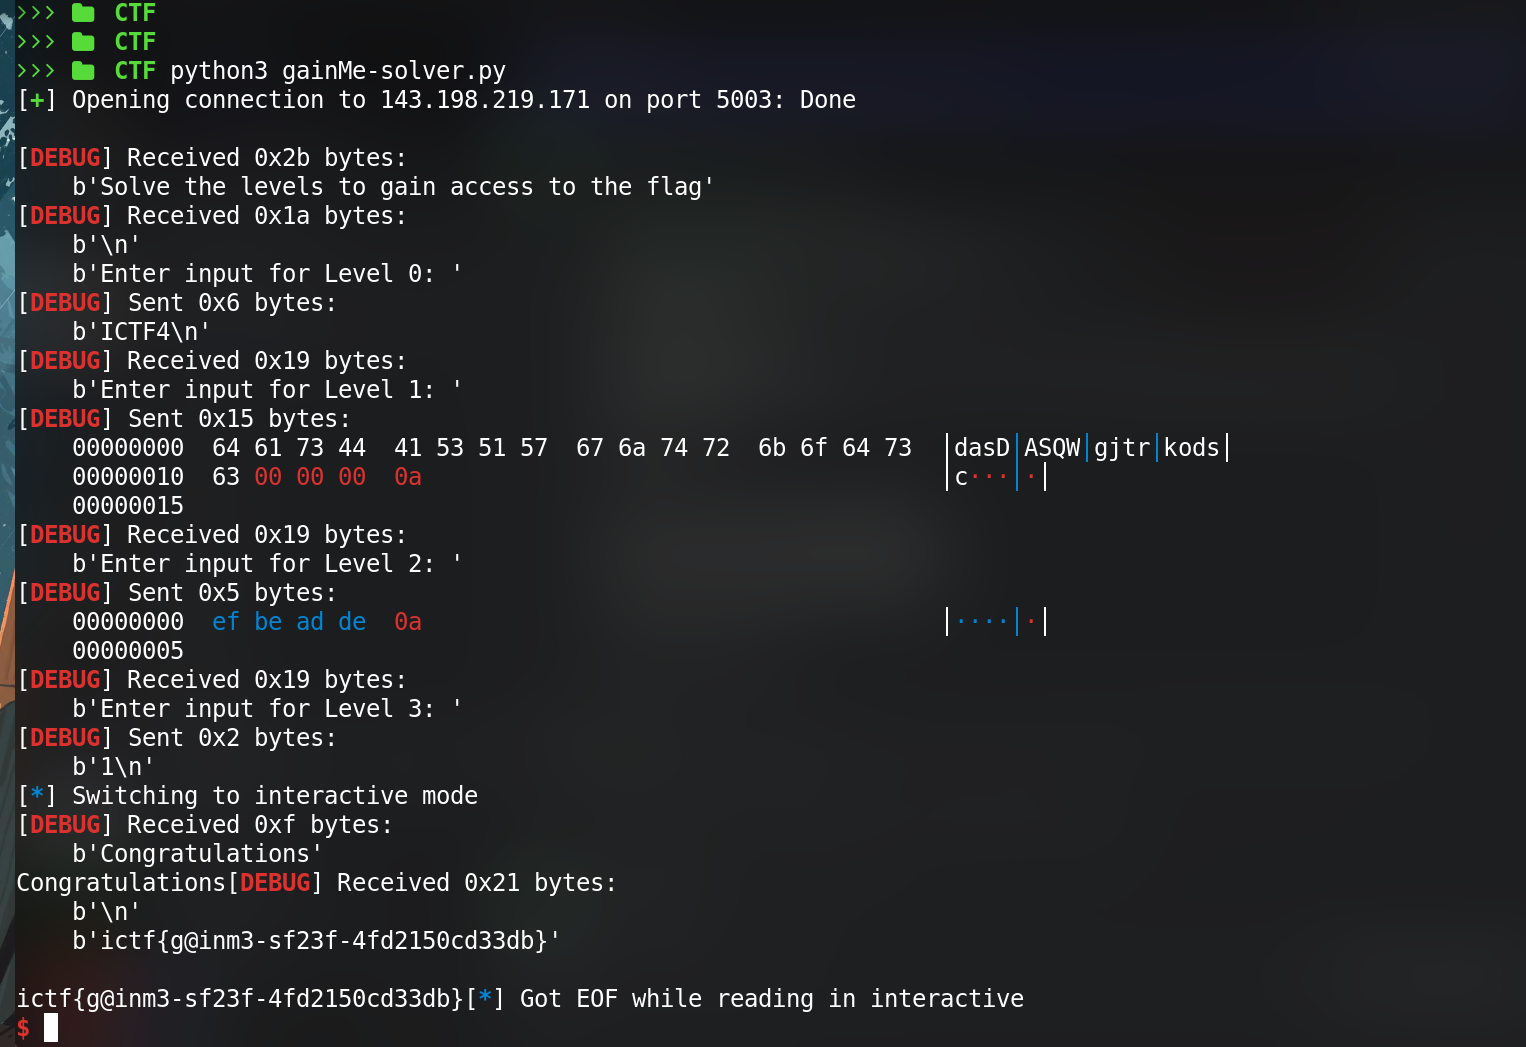 >>> CTF
>>> CTF
>>> CTF python3 gainMe-solver.py
[+] Opening connection to 143.198.219.171 on port 5003: Done
[DEBUG] Received 0x2b bytes:
    b'Solve the levels to gain access to the flag'
[DEBUG] Received 0x1a bytes:
    b'\n'
    b'Enter input for Level 0: '
[DEBUG] Sent 0x6 bytes:
    b'ICTF4\n'
[DEBUG] Received 0x19 bytes:
    b'Enter input for Level 1: '
[DEBUG] Sent 0x15 bytes:
    00000000  64 61 73 44  41 53 51 57  67 6a 74 72  6b 6f 64 73  │dasD│ASQW│gjtr│kods│
    00000010  63 00 00 00  0a                                     │c···│·│
    00000015
[DEBUG] Received 0x19 bytes:
    b'Enter input for Level 2: '
[DEBUG] Sent 0x5 bytes:
    00000000  ef be ad de  0a                                     │····│·│
    00000005
[DEBUG] Received 0x19 bytes:
    b'Enter input for Level 3: '
[DEBUG] Sent 0x2 bytes:
    b'1\n'
[*] Switching to interactive mode
[DEBUG] Received 0xf bytes:
    b'Congratulations'
Congratulations[DEBUG] Received 0x21 bytes:
    b'\n'
    b'ictf{g@inm3-sf23f-4fd2150cd33db}'
ictf{g@inm3-sf23f-4fd2150cd33db}[*] Got EOF while reading in interactive
$